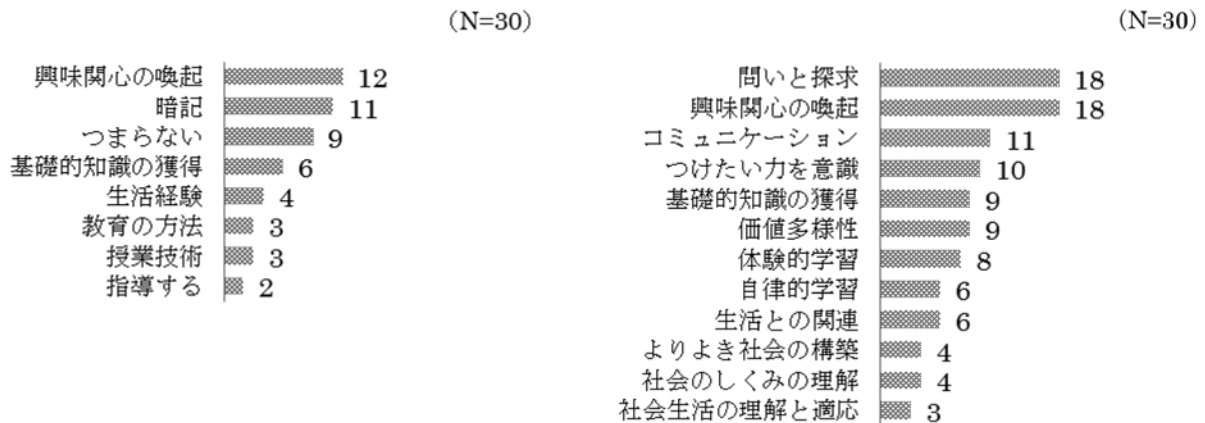 (N=30)
興味関心の喚起 12
暗記 11
つまらない 9
基礎的知識の獲得 6
生活経験 4
教育の方法 3
授業技術 3
指導する 2
(N=30)
問いと探求 18
興味関心の喚起 18
コミュニケーション 11
つけたい力を意識 10
基礎的知識の獲得 9
価値多様性 9
体験的学習 8
自律的学習 6
生活との関連 6
よりよき社会の構築 4
社会のしくみの理解 4
社会生活の理解と適応 3